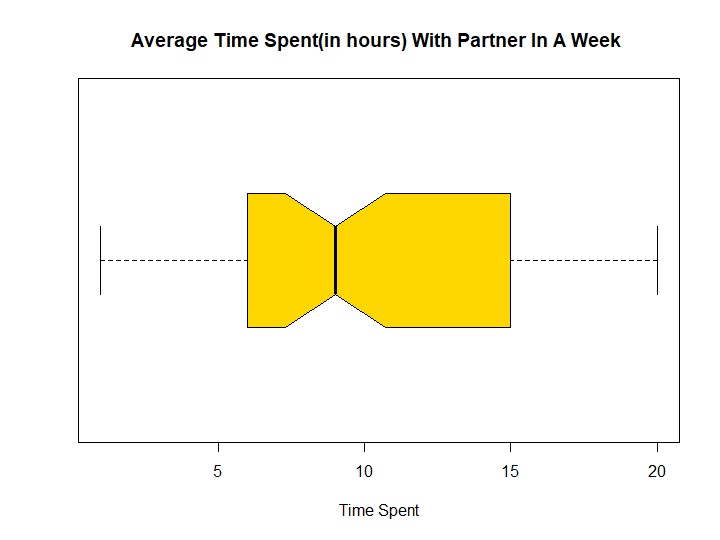 Average Time Spent(in hours) With Partner In A Week
5 10 15 20
Time Spent